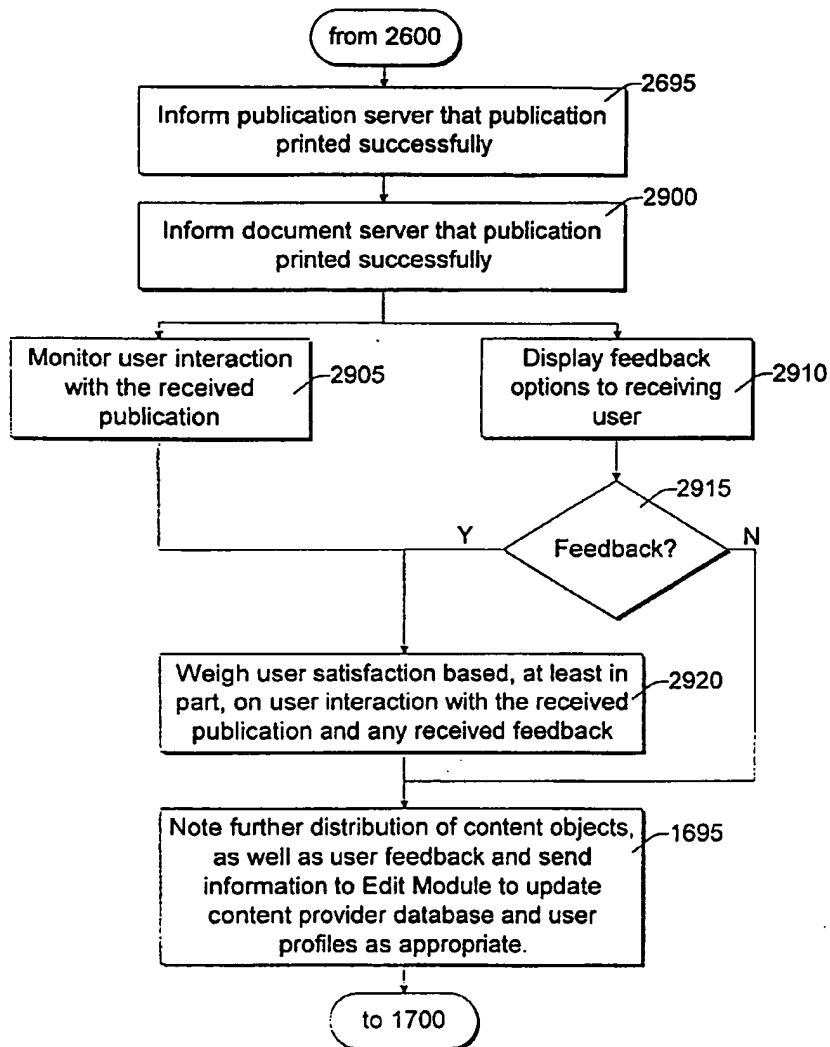 from 2600
2695
Inform publication server that publication
printed successfully
2900
Inform document server that publication
printed successfully
Monitor user interaction
with the received
publication
2905
Display feedback
options to receiving
user
2910
2915
Y
Feedback?
N
Weigh user satisfaction based, at least in
part, on user interaction with the received
publication and any received feedback
2920
Note further distribution of content objects,
as well as user feedback and send
information to Edit Module to update
content provider database and user
profiles as appropriate.
1695
to 1700